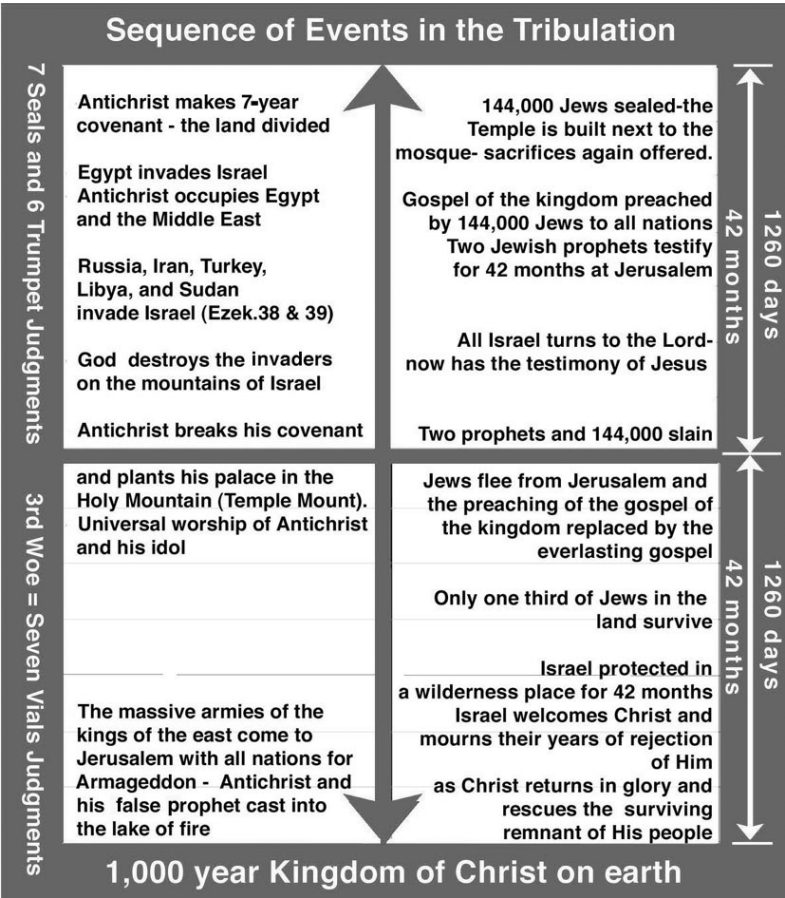 Sequence of Events in the Tribulation
7 Seals and 6 Trumpet Judgments
Antichrist makes 7-year
covenant - the land divided
Egypt invades Israel
Antichrist occupies Egypt
and the Middle East
Russia, Iran, Turkey,
Libya, and Sudan
invade Israel (Ezek.38 & 39)
God destroys the invaders
on the mountains of Israel
Antichrist breaks his covenant
144,000 Jews sealed-the
Temple is built next to the
mosque- sacrifices again offered.
Gospel of the kingdom preached
by 144,000 Jews to all nations
Two Jewish prophets testify
for 42 months at Jerusalem
All Israel turns to the Lord-
now has the testimony of Jesus
Two prophets and 144,000 slain
42 months
1260 days
3rd Woe = Seven Vials Judgments
and plants his palace in the
Holy Mountain (Temple Mount).
Universal worship of Antichrist
and his idol
The massive armies of the
kings of the east come to
Jerusalem with all nations for
Armageddon - Antichrist and
his false prophet cast into
the lake of fire
Jews flee from Jerusalem and
the preaching of the gospel of
the kingdom replaced by the
everlasting gospel
Only one third of Jews in the
land survive
Israel protected in
a wilderness place for 42 months
Israel welcomes Christ and
mourns their years of rejection
of Him
as Christ returns in glory and
rescues the surviving
remnant of His people
42 months
1260 days
1,000 year Kingdom of Christ on earth